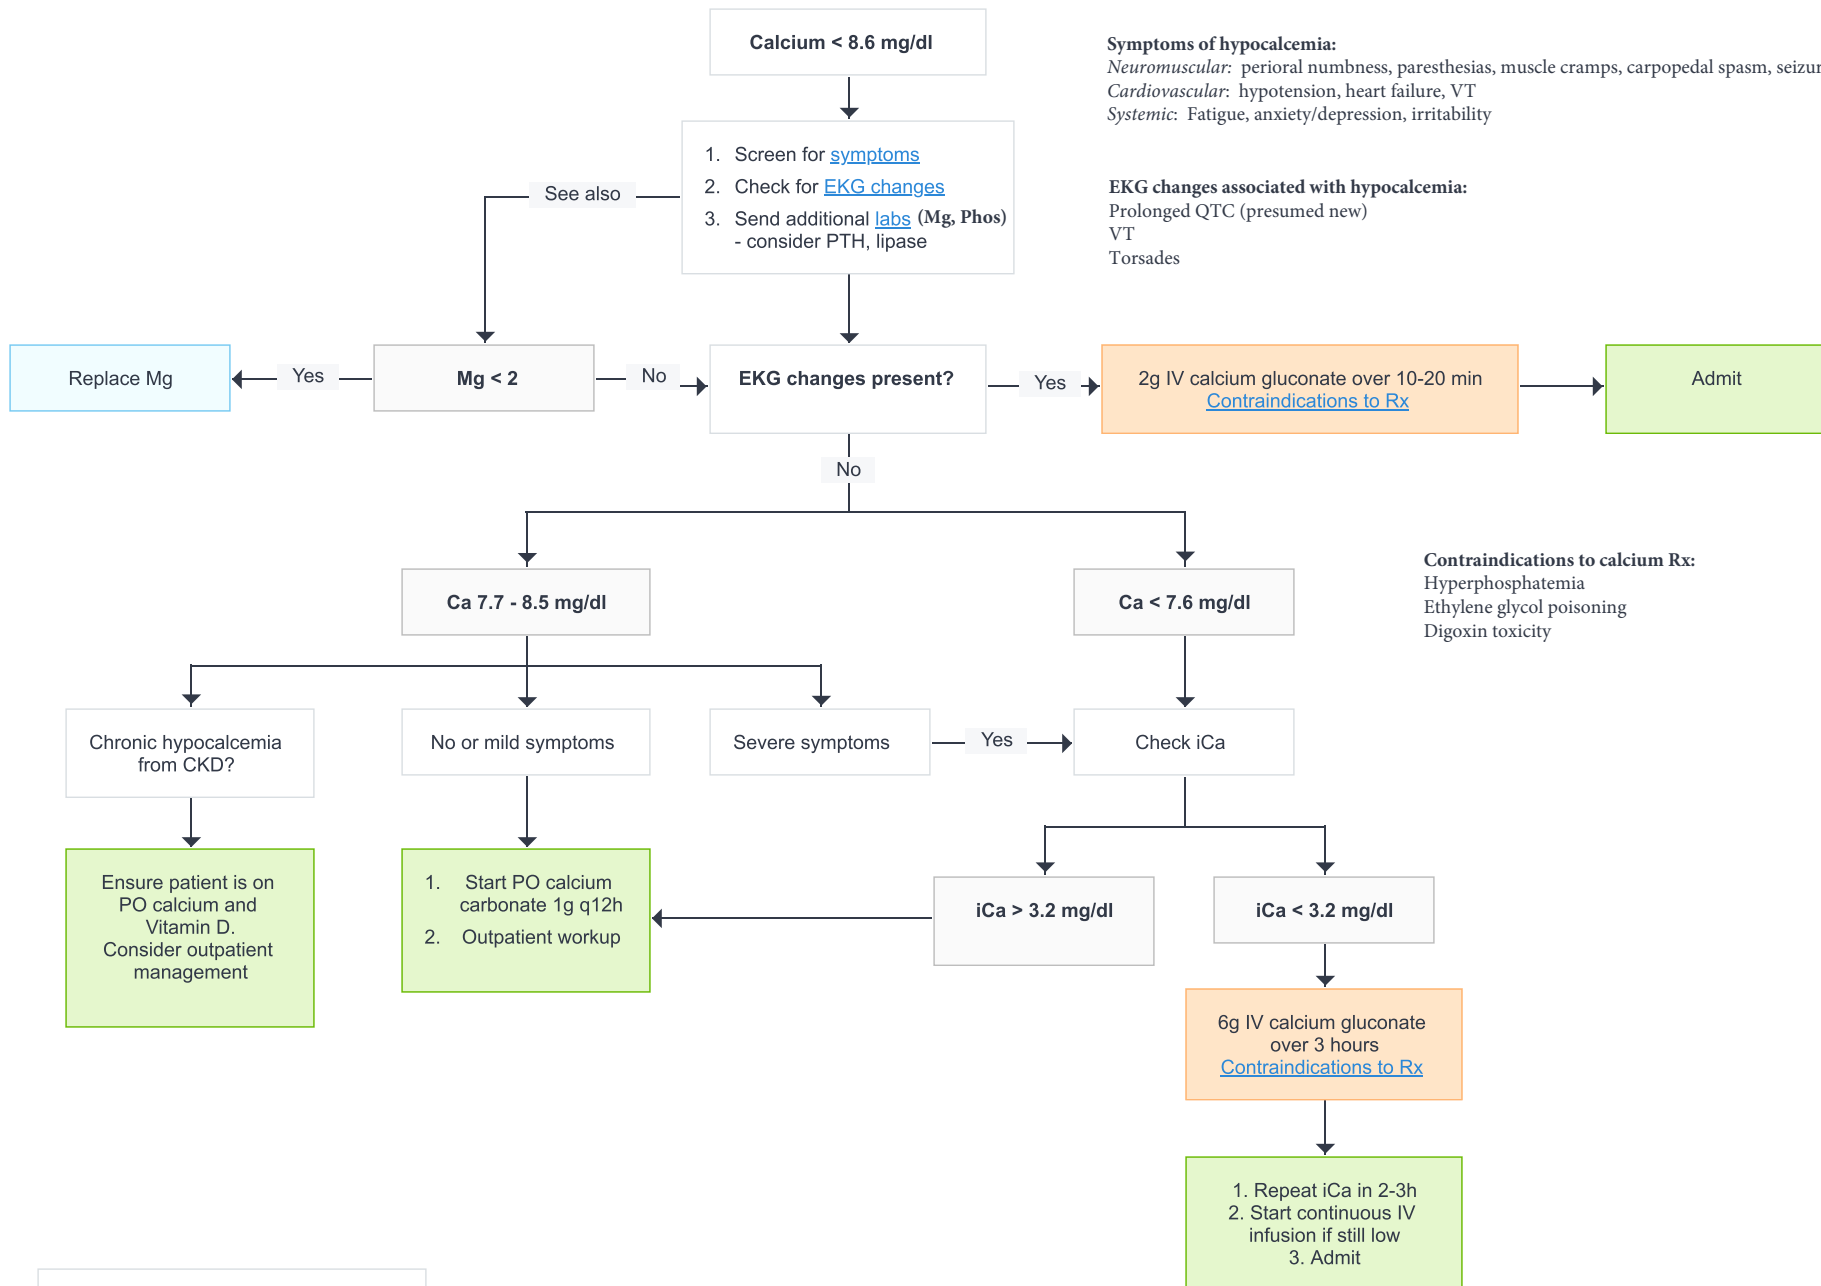 Calcium < 8.6 mg/dl
Symptoms of hypocalcemia:
Neuromuscular: perioral numbness, paresthesias, muscle cramps, carpopedal spasm,
Cardiovascular: hypotension, heart failure, VT
Systemic: Fatigue, anxiety/depression, irritability
1. Screen for symptoms
2. Check for EKG changes
3. Send additional labs (Mg, Phos)
- consider PTH, lipase
See also
EKG changes associated with hypocalcemia:
Prolonged QTC (presumed new)
VT
Torsades
Replace Mg
Yes
Mg < 2
No
EKG changes present?
Yes
2g IV calcium gluconate over 10-20 min
Contraindications to Rx
Admit
No
Ca 7.7 - 8.5 mg/dl
Ca < 7.6 mg/dl
Contraindications to calcium Rx:
Hyperphosphatemia
Ethylene glycol poisoning
Digoxin toxicity
Chronic hypocalcemia
from CKD?
No or mild symptoms
Severe symptoms
Yes
Check iCa
Ensure patient is on
PO calcium and
Vitamin D.
Consider outpatient
management
1. Start PO calcium
carbonate 1g q12h
2. Outpatient workup
iCa > 3.2 mg/dl
iCa < 3.2 mg/dl
6g IV calcium gluconate
over 3 hours
Contraindications to Rx
1. Repeat iCa in 2-3h
2. Start continuous IV
infusion if still low
3. Admit